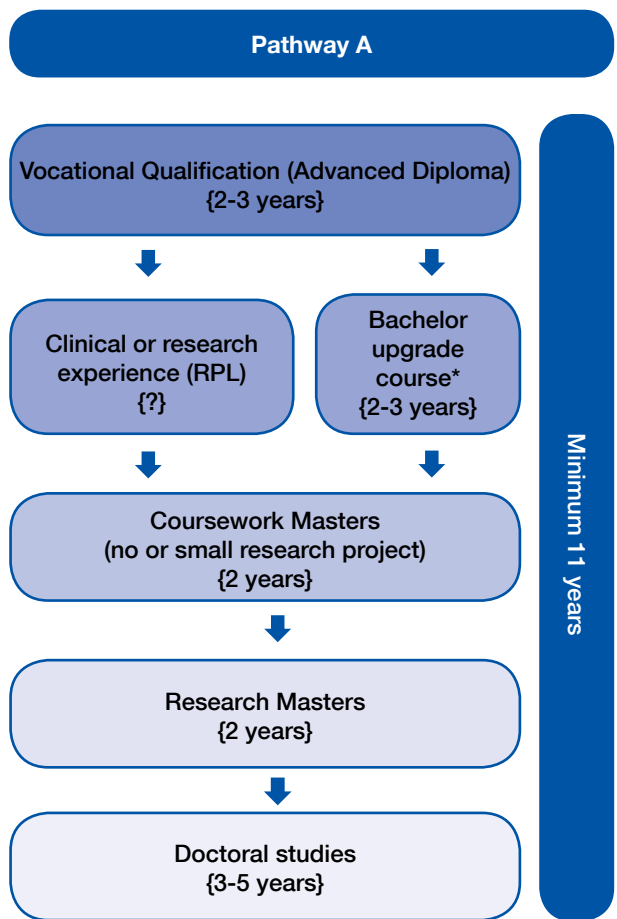 Pathway A
Vocational Qualification (Advanced Diploma)
{2-3 years}
Clinical or research
experience (RPL)
{?}
Bachelor
upgrade
course*
{2-3 years}
Coursework Masters
(no or small research project)
{2 years}
Research Masters
{2 years}
Doctoral studies
{3-5 years}
Minimum 11 years